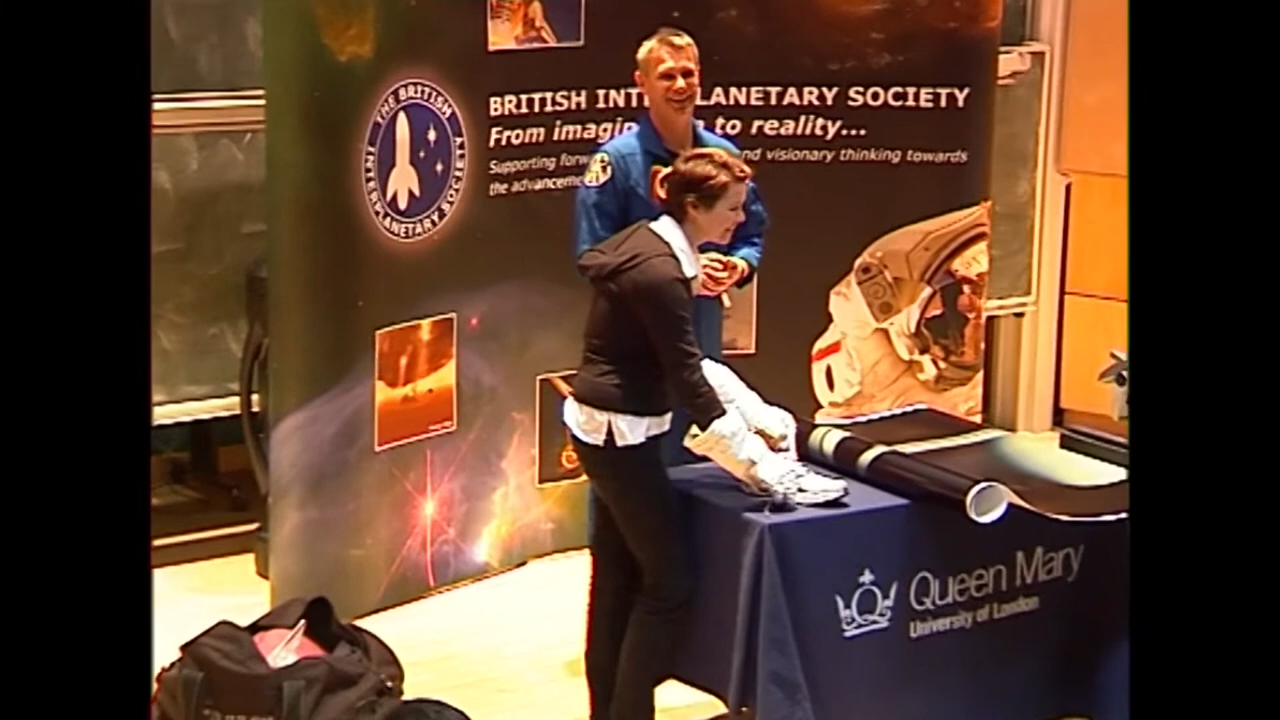 THE BRITISH
INTERPLANETARY SOCIETY
BRITISH INT LANETARY SOCIETY
From imagin to reality...
Supporting forw nd visionary thinking towards
the advanceme
Queen Mary
University of London